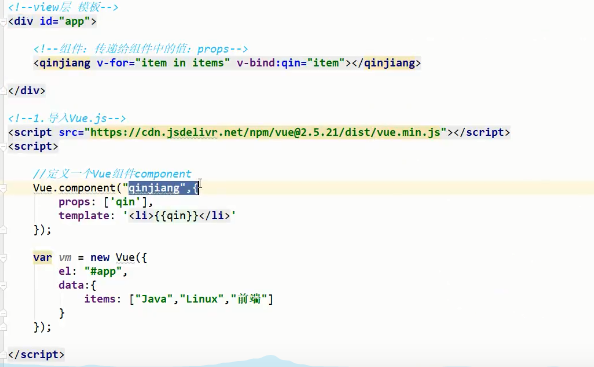 <!--view层 模板-->
<div id="app">
<!--组件：传递给组件中的值：props-->
<qinjiang v-for="item in items" v-bind:qin="item"></qinjiang>
</div>
<!--1.导入Vue.js-->
<script src="https://cdn.jsdelivr.net/npm/vue@2.5.21/dist/vue.min.js"></script>
<script>
//定义一个Vue组件component
Vue.component("qinjiang",{
props: ['qin'],
template: '<li>{{qin}}</li>'
});
var vm = new Vue({
el: "#app",
data:{
items: ["Java","Linux","前端"]
}
});
</script>